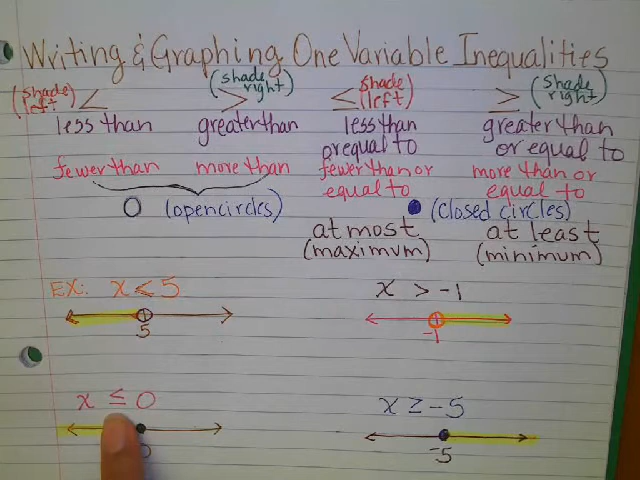 Writing & Graphing One Variable Inequalities
(shade left) < (shade right) > ≤ (shade left) ≥ (shade right)
less than greater than less than or equal to greater than or equal to
fewer than more than fewer than or equal to more than or equal to
(open circles) (closed circles)
at most (maximum) at least (minimum)
EX: x < 5 x > -1
5 -1
x ≤ 0 x ≥ -5
0 -5